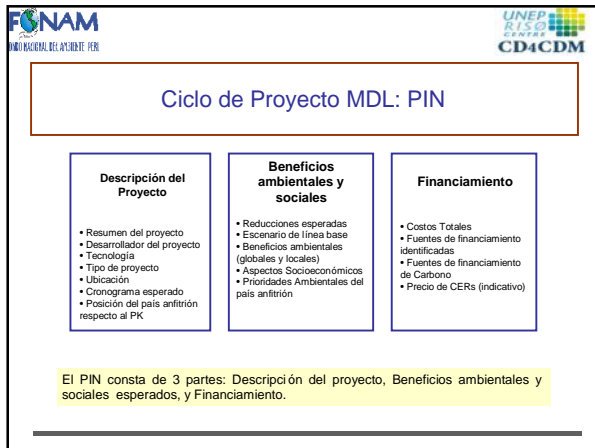 FONAM
FONDO NACIONAL DEL AMBIENTE PERU
UNEP
RISØ
CENTRE
CD4CDM
Ciclo de Proyecto MDL: PIN
Descripción del
Proyecto
• Resumen del proyecto
• Desarrollador del proyecto
• Tecnología
• Tipo de proyecto
• Ubicación
• Cronograma esperado
• Posición del país anfitrión
respecto al PK
Beneficios
ambientales y
sociales
• Reducciones esperadas
• Escenario de línea base
• Beneficios ambientales
(globales y locales)
• Aspectos Socioeconómicos
• Prioridades Ambientales del
país anfitrión
Financiamiento
• Costos Totales
• Fuentes de financiamiento
identificadas
• Fuentes de financiamiento
de Carbono
• Precio de CERs (indicativo)
El PIN consta de 3 partes: Descripción del proyecto, Beneficios ambientales y
sociales esperados, y Financiamiento.